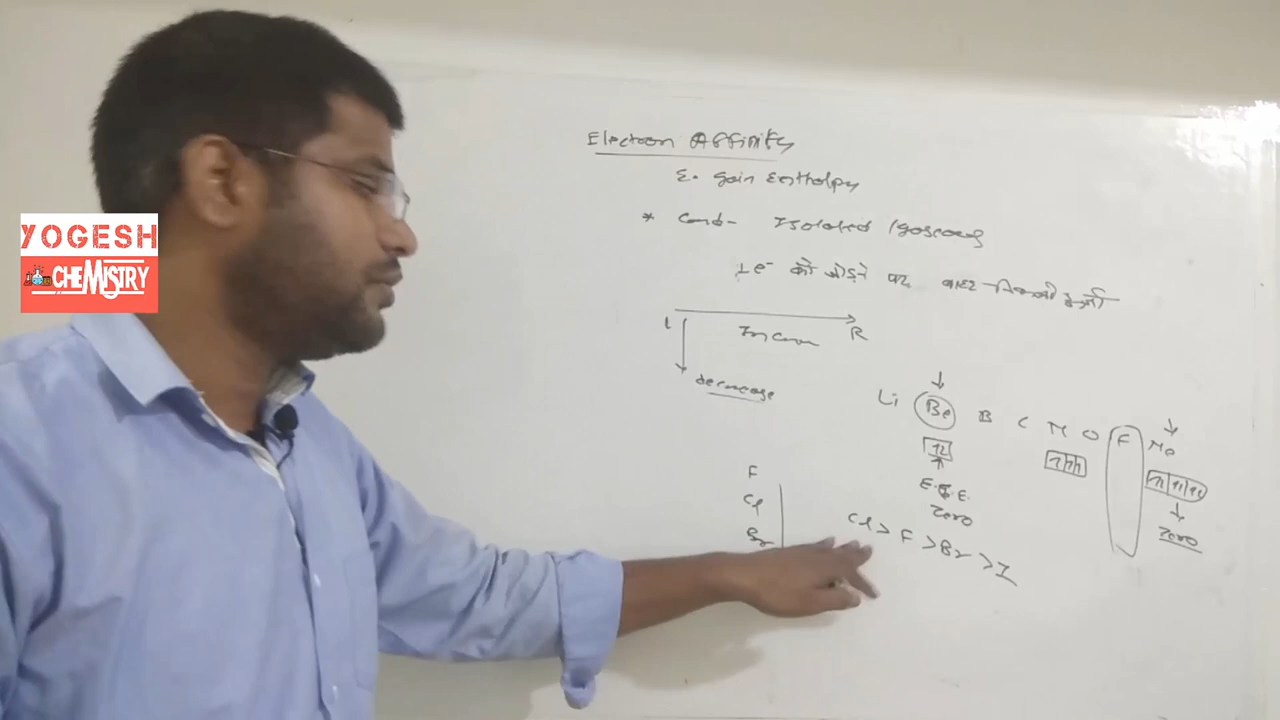 YOGESH
CHEMISTRY
Electron Affinity
E. Gain Enthalpy
* Cond- Isolated gaseous
1e⁻ को जोड़ने पर बाहर निकली ऊर्जा
L R
Increase
decrease
Li Be B C N O F Ne
E.G.E.
Zero
Zero
F
Cl
Br
Cl > F > Br > I